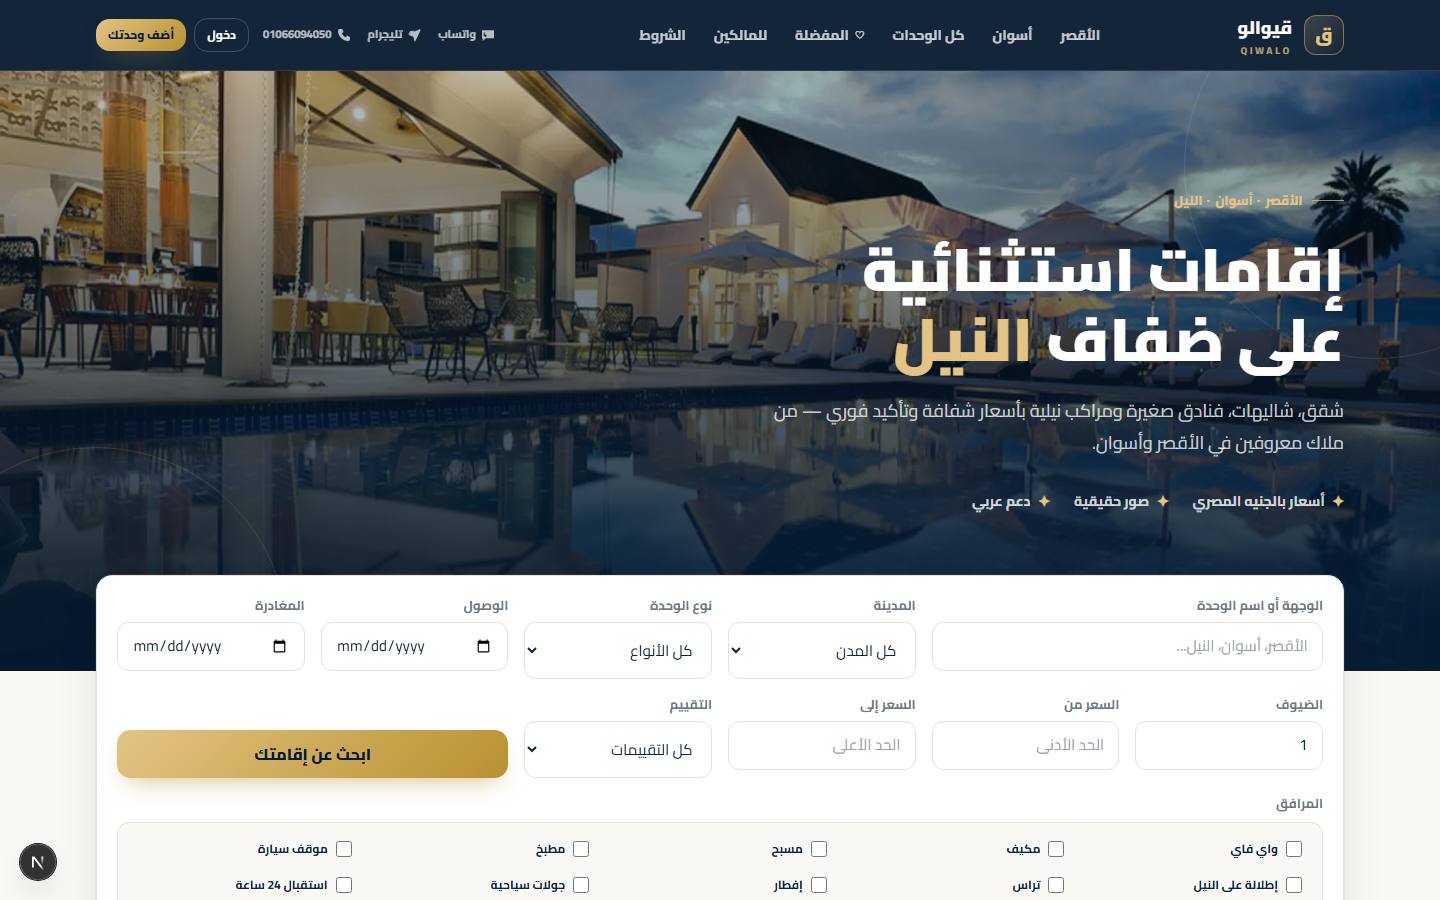 ق
قيوالو
QIWALO
الأقصر
أسوان
كل الوحدات
المفضلة
للمالكين
الشروط
واتساب
تليجرام
01066094050
دخول
أضف وحدتك
الأقصر · أسوان · النيل
إقامات استثنائية
على ضفاف النيل
شقق، شاليهات، فنادق صغيرة ومراكب نيلية بأسعار شفافة وتأكيد فوري — من
ملاك معروفين في الأقصر وأسوان.
أسعار بالجنيه المصري
صور حقيقية
دعم عربي
الوجهة أو اسم الوحدة
المدينة
نوع الوحدة
الوصول
المغادرة
الأقصر، أسوان، النيل...
كل المدن
كل الأنواع
mm/dd/yyyy
mm/dd/yyyy
الضيوف
السعر من
السعر إلى
التقييم
1
الحد الأدنى
الحد الأعلى
كل التقييمات
ابحث عن إقامتك
المرافق
واي فاي
مكيف
مسبح
مطبخ
موقف سيارة
إطلالة على النيل
تراس
إفطار
جولات سياحية
استقبال 24 ساعة
N